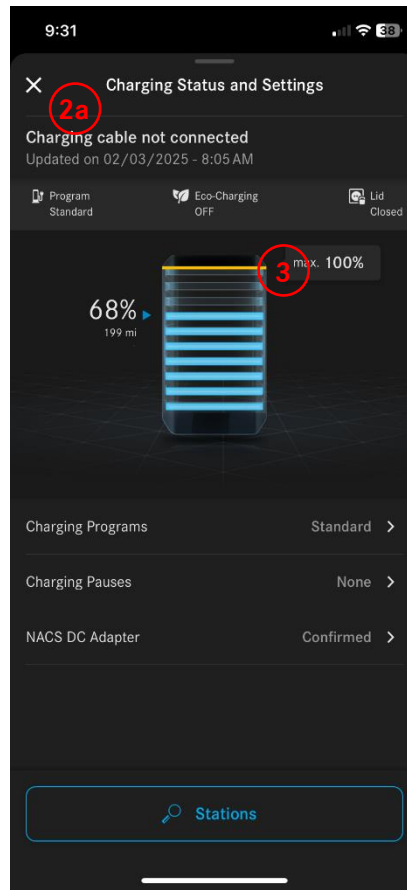 9:31
38
Charging Status and Settings
2a
Charging cable not connected
Updated on 02/03/2025 - 8:05 AM
Program
Standard
Eco-Charging
OFF
Lid
Closed
3
max. 100%
68%
199 mi
Charging Programs Standard
Charging Pauses None
NACS DC Adapter Confirmed
Stations